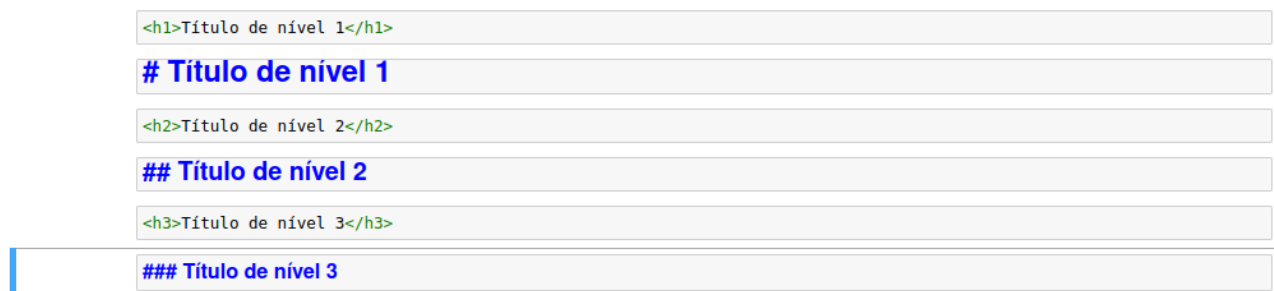 <h1>Título de nível 1</h1>
# Título de nível 1
<h2>Título de nível 2</h2>
## Título de nível 2
<h3>Título de nível 3</h3>
### Título de nível 3